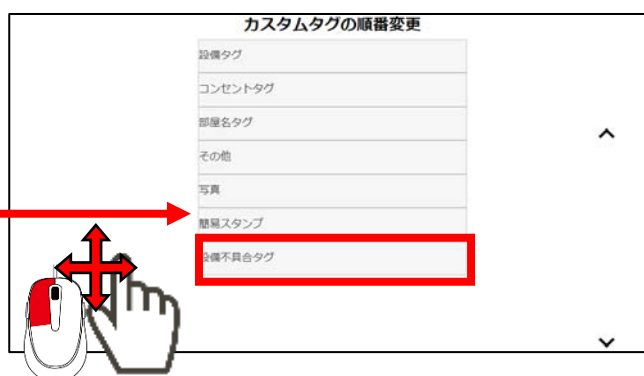 カスタムタグの順番変更
設備タグ
コンセントタグ
部屋名タグ
その他
写真
簡易スタンプ
設備不具合タグ